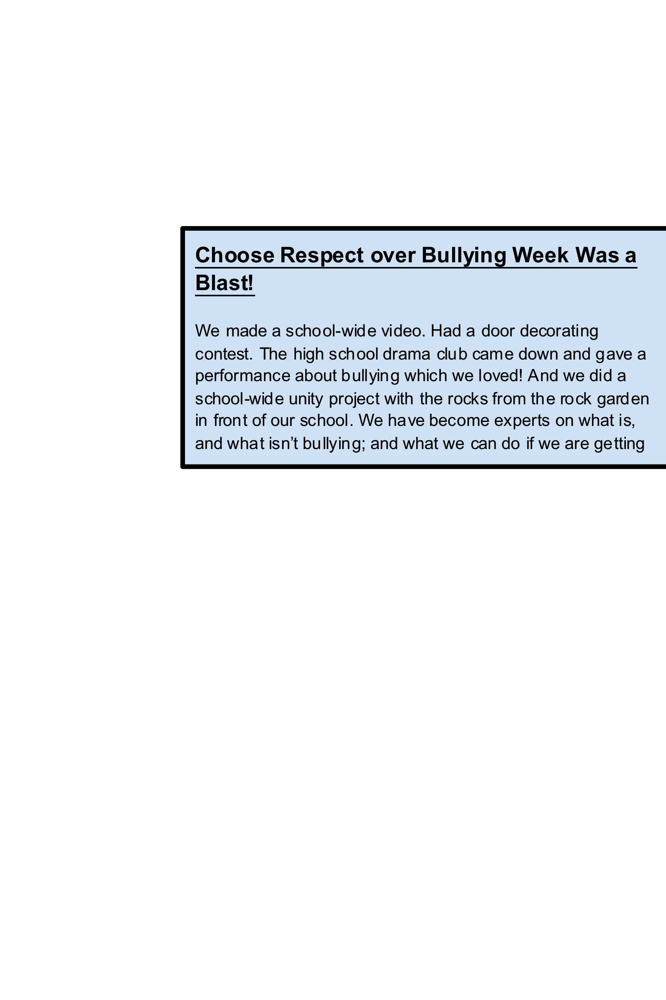 Choose Respect over Bullying Week Was a
Blast!
We made a school-wide video. Had a door decorating
contest. The high school drama club came down and gave a
performance about bullying which we loved! And we did a
school-wide unity project with the rocks from the rock garden
in front of our school. We have become experts on what is,
and what isn’t bullying; and what we can do if we are getting